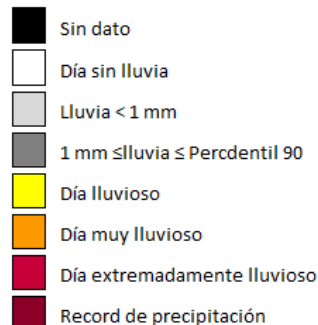 Sin dato
Día sin lluvia
Lluvia < 1 mm
1 mm ≤lluvia ≤ Percdentil 90
Día lluvioso
Día muy lluvioso
Día extremadamente lluvioso
Record de precipitación